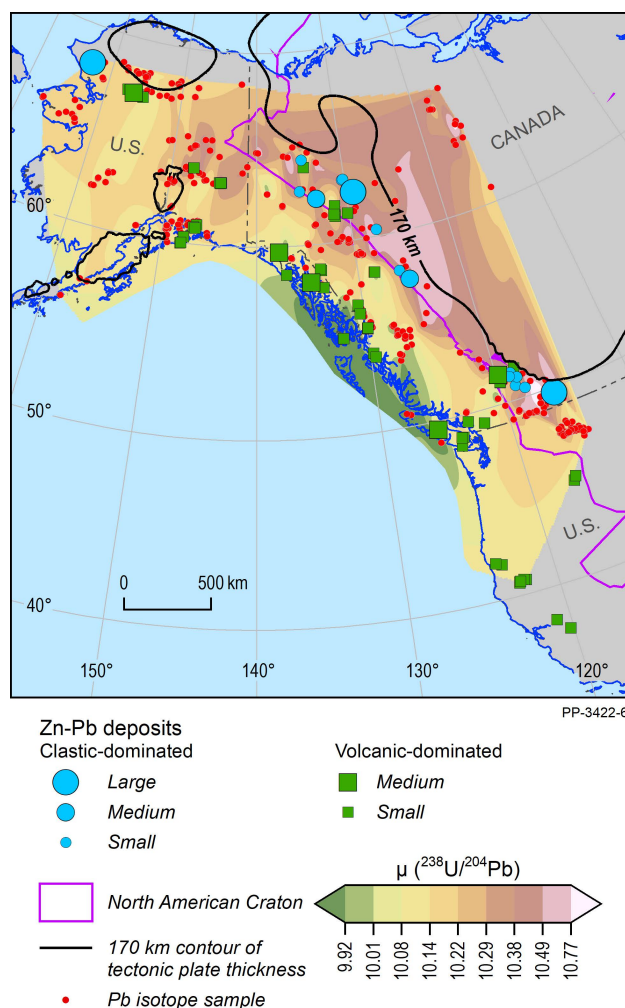 CANADA
U.S.
60°
170 km
50°
U.S.
0 500 km
40°
150° 140° 130° 120°
PP-3422-6
Zn-Pb deposits
Clastic-dominated Volcanic-dominated
Large Medium
Medium Small
Small
μ (238U/204Pb)
North American Craton
9.92 10.01 10.08 10.14 10.22 10.29 10.38 10.49 10.77
170 km contour of
tectonic plate thickness
Pb isotope sample